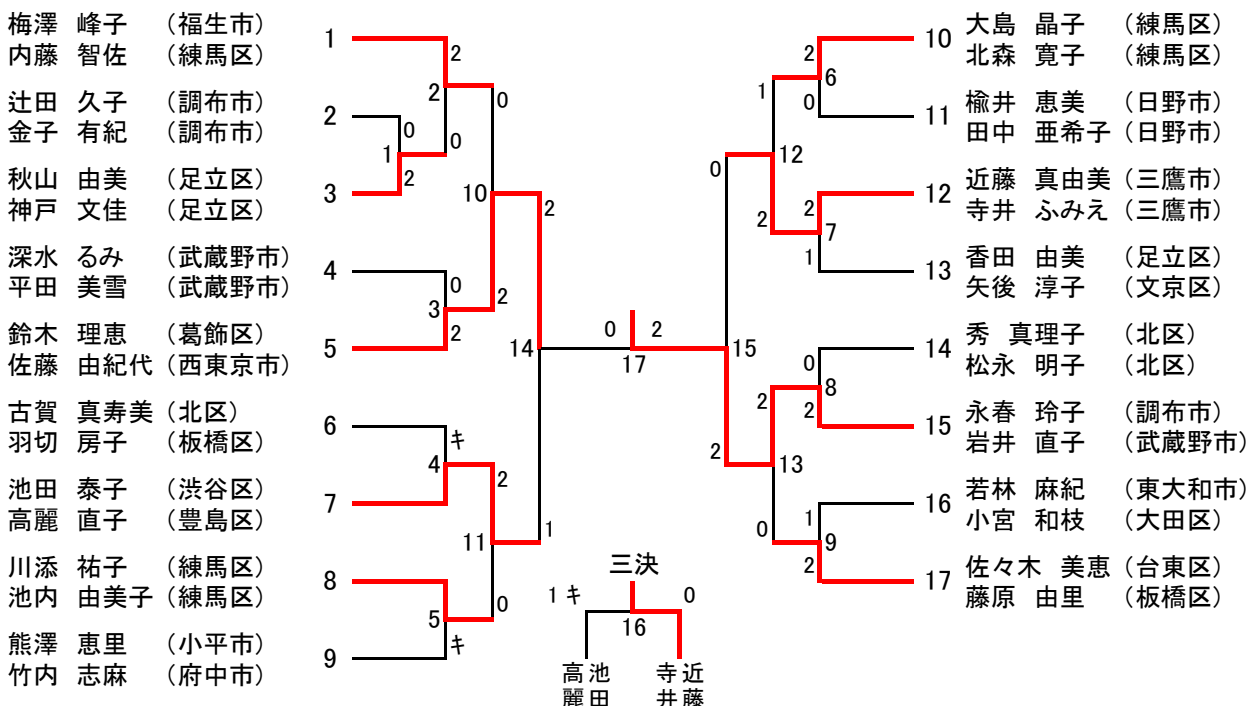 梅澤 峰子 （福生市）
内藤 智佐 （練馬区）
1
辻田 久子 （調布市）
金子 有紀 （調布市）
2
秋山 由美 （足立区）
神戸 文佳 （足立区）
3
深水 るみ （武蔵野市）
平田 美雪 （武蔵野市）
4
鈴木 理恵 （葛飾区）
佐藤 由紀代 （西東京市）
5
古賀 真寿美 （北区）
羽切 房子 （板橋区）
6
池田 泰子 （渋谷区）
高麗 直子 （豊島区）
7
川添 祐子 （練馬区）
池内 由美子 （練馬区）
8
熊澤 恵里 （小平市）
竹内 志麻 （府中市）
9
2
2
0
0
1
0
2
10
2
0
3
2
2
14
キ
4
2
11
1
0
5
キ
0
2
17
三決
1 キ
0
16
高麗
池田
寺井
近藤
2
6
1
0
12
0
2
2
7
1
15
0
8
2
2
2
13
1
0
9
2
10
大島 晶子 （練馬区）
北森 寛子 （練馬区）
11
楡井 恵美 （日野市）
田中 亜希子 （日野市）
12
近藤 真由美 （三鷹市）
寺井 ふみえ （三鷹市）
13
香田 由美 （足立区）
矢後 淳子 （文京区）
14
秀 真理子 （北区）
松永 明子 （北区）
15
永春 玲子 （調布市）
岩井 直子 （武蔵野市）
16
若林 麻紀 （東大和市）
小宮 和枝 （大田区）
17
佐々木 美恵 （台東区）
藤原 由里 （板橋区）